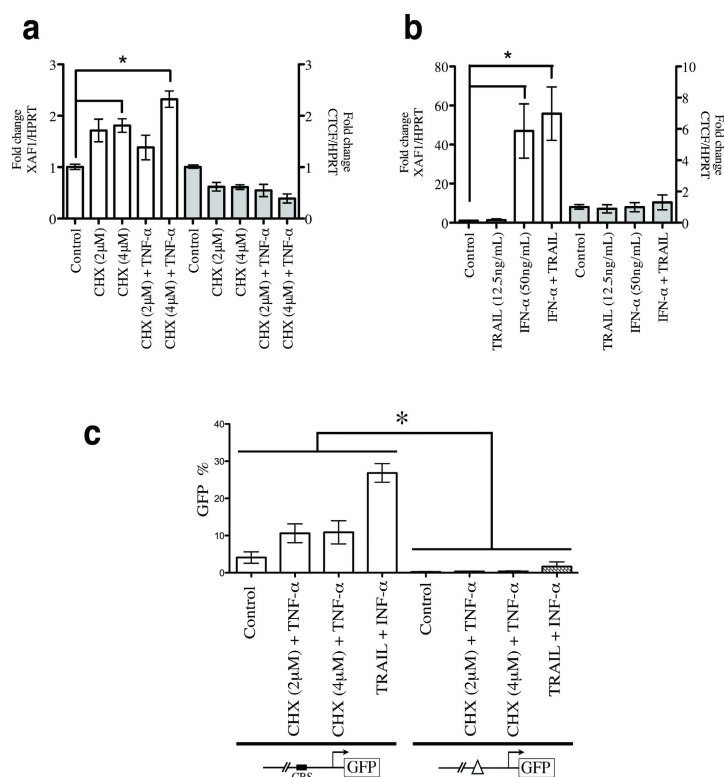 a
*
3
2
1
0
Fold change
XAF1/HPRT
3
2
1
0
Fold change
CTCF/HPRT
Control
CHX (2μM)
CHX (4μM)
CHX (2μM) + TNF-α
CHX (4μM) + TNF-α
Control
CHX (2μM)
CHX (4μM)
CHX (2μM) + TNF-α
CHX (4μM) + TNF-α
b
*
80
60
40
20
0
Fold change
XAF1/HPRT
10
8
6
4
2
0
Fold change
CTCF/HPRT
Control
TRAIL (12.5ng/mL)
IFN-α (50ng/mL)
IFN-α + TRAIL
Control
TRAIL (12.5ng/mL)
IFN-α (50ng/mL)
IFN-α + TRAIL
c
*
40
30
20
10
0
GFP %
Control
CHX (2μM) + TNF-α
CHX (4μM) + TNF-α
TRAIL + INF-α
Control
CHX (2μM) + TNF-α
CHX (4μM) + TNF-α
TRAIL + INF-α
GFP
CBS
GFP